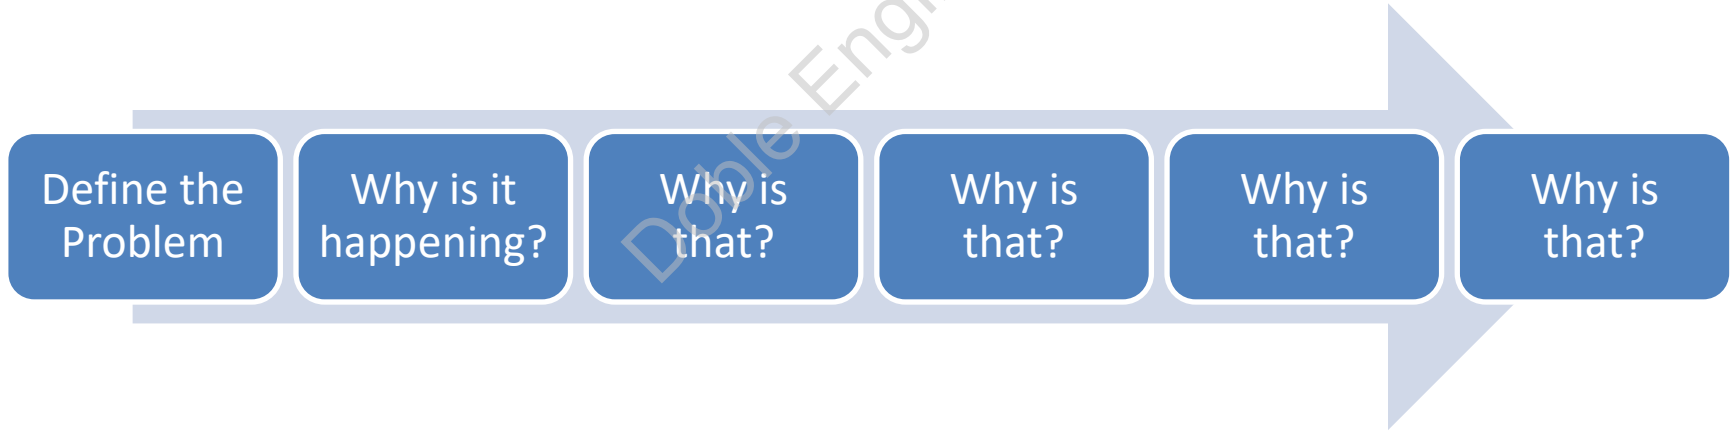 Define the
Problem
Why is it
happening?
Why is
that?
Why is
that?
Why is
that?
Why is
that?
Doble